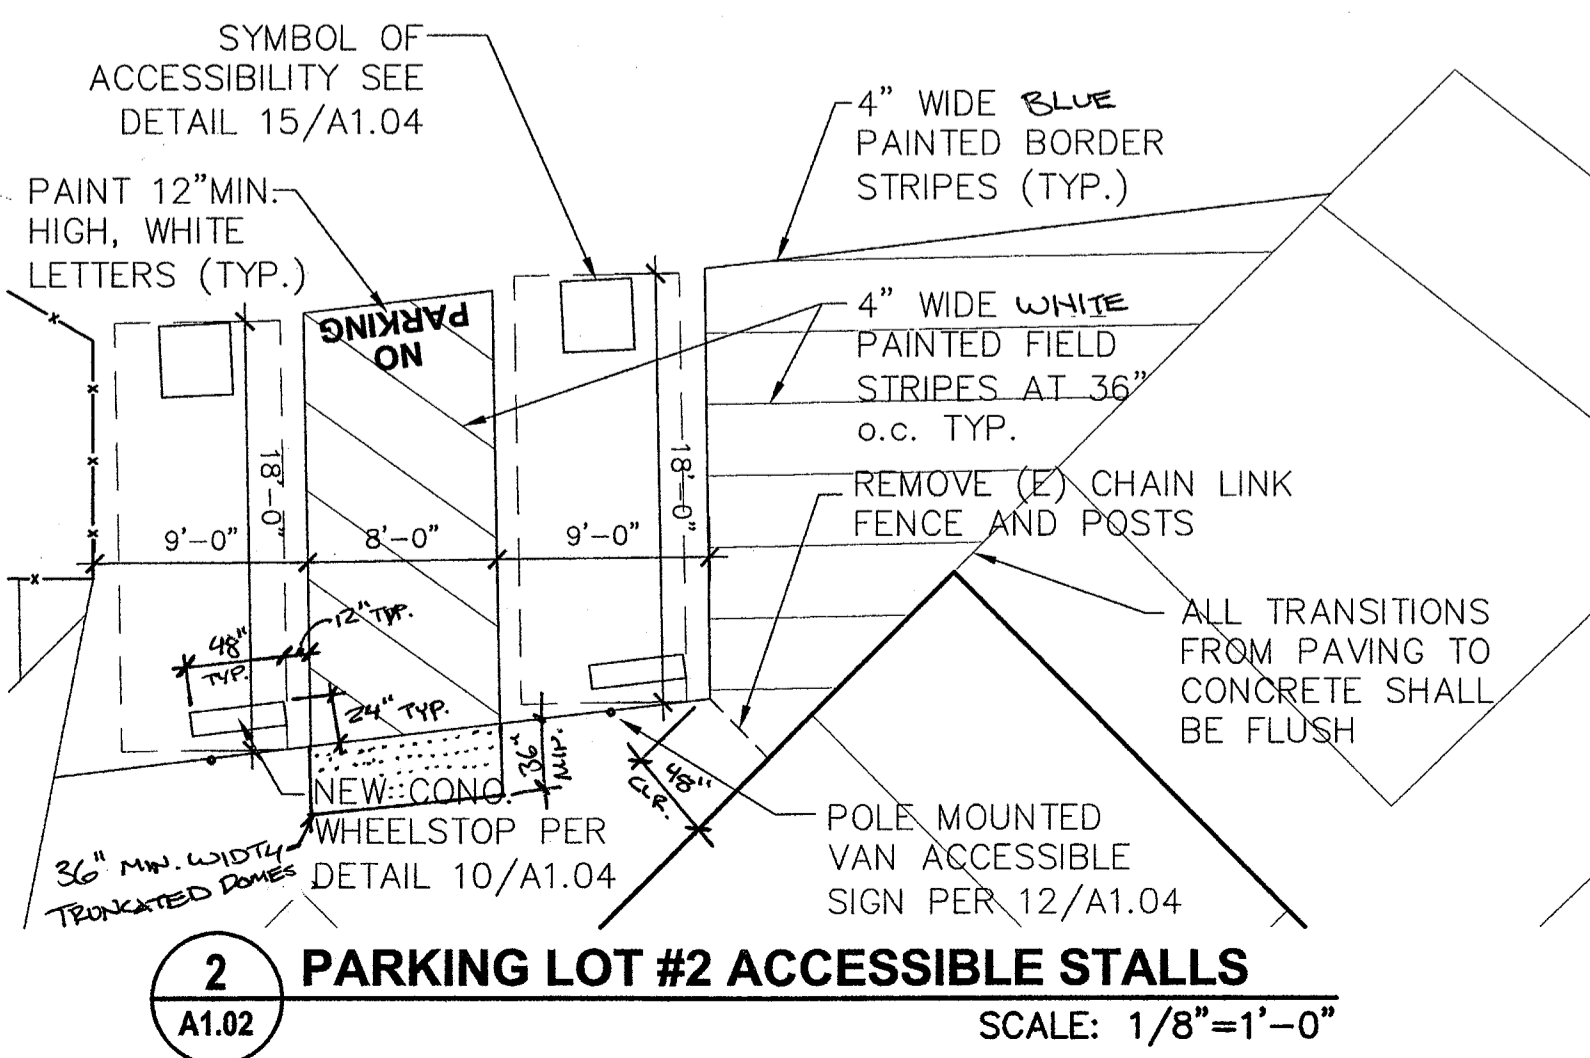 SYMBOL OF
ACCESSIBILITY SEE
DETAIL 15/A1.04
PAINT 12"MIN.
HIGH, WHITE
LETTERS (TYP.)
4" WIDE BLUE
PAINTED BORDER
STRIPES (TYP.)
NO
PARKING
4" WIDE WHITE
PAINTED FIELD
STRIPES AT 36"
o.c. TYP.
REMOVE (E) CHAIN LINK
FENCE AND POSTS
18'-0"
18'-0"
9'-0"
8'-0"
9'-0"
ALL TRANSITIONS
FROM PAVING TO
CONCRETE SHALL
BE FLUSH
12" TYP.
48"
TYP.
24" TYP.
36"
MIN.
48"
CLR.
NEW CONC.
WHEELSTOP PER
DETAIL 10/A1.04
36" MIN. WIDTH
TRUNCATED DOMES
POLE MOUNTED
VAN ACCESSIBLE
SIGN PER 12/A1.04
2
A1.02
PARKING LOT #2 ACCESSIBLE STALLS
SCALE: 1/8"=1'-0"